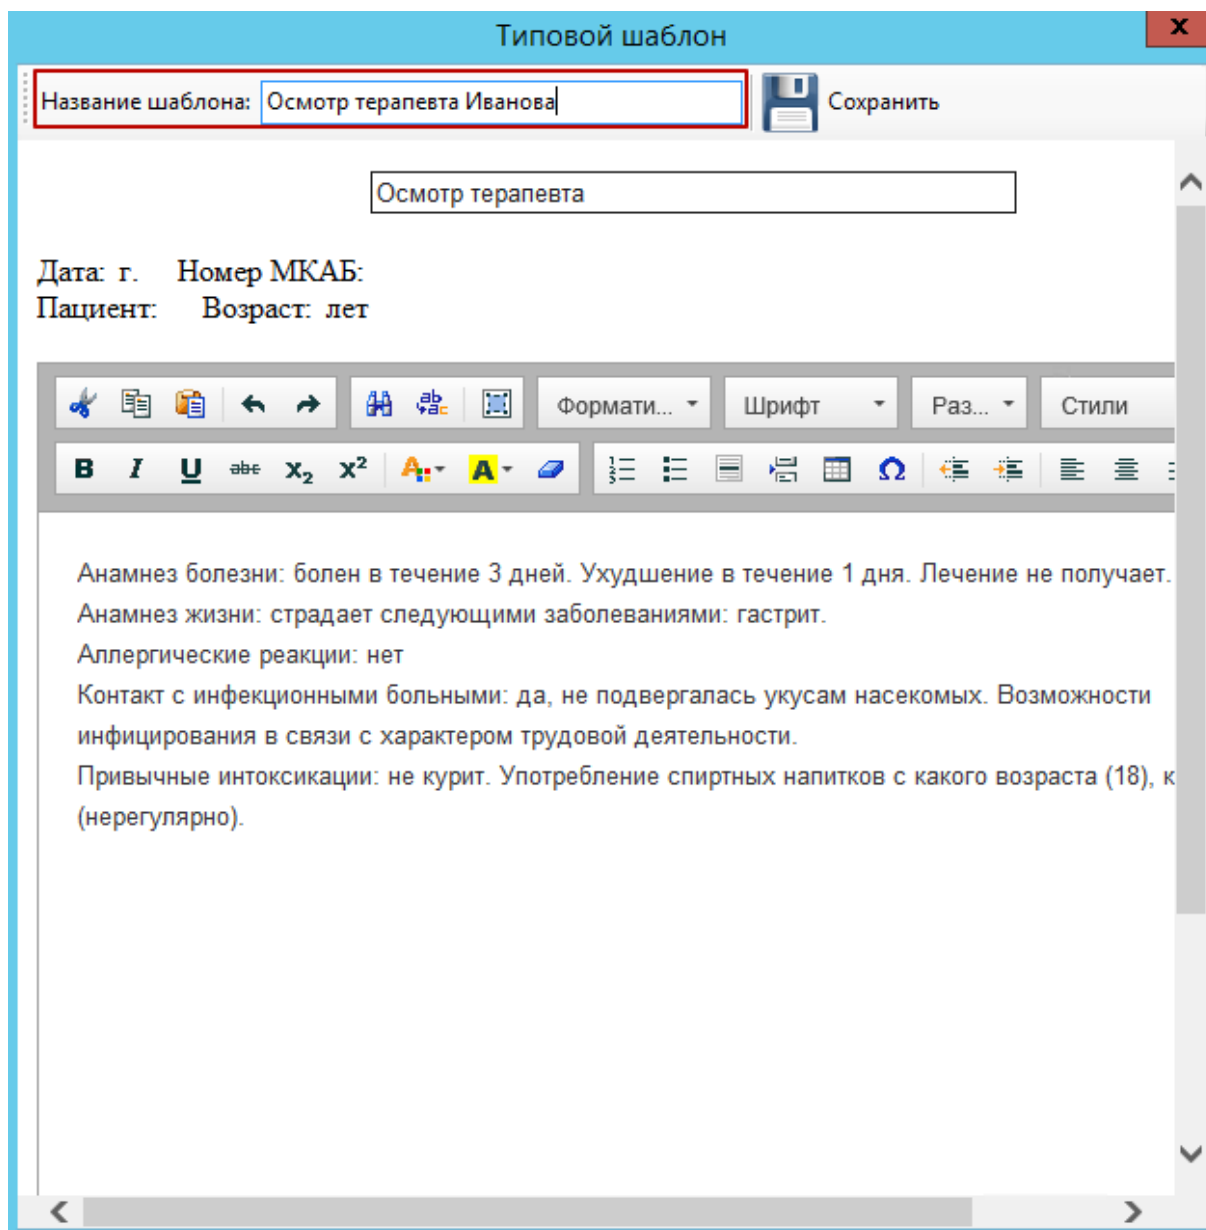 Типовой шаблон
x
Название шаблона: Осмотр терапевта Иванова
Сохранить
Осмотр терапевта
Дата: г. Номер МКАБ:
Пациент: Возраст: лет
Формати... Шрифт Раз... Стили
B I U abc X₂ X² A A Ω
Анамнез болезни: болен в течение 3 дней. Ухудшение в течение 1 дня. Лечение не получает.
Анамнез жизни: страдает следующими заболеваниями: гастрит.
Аллергические реакции: нет
Контакт с инфекционными больными: да, не подвергалась укусам насекомых. Возможности
инфицирования в связи с характером трудовой деятельности.
Привычные интоксикации: не курит. Употребление спиртных напитков с какого возраста (18), к
(нерегулярно).